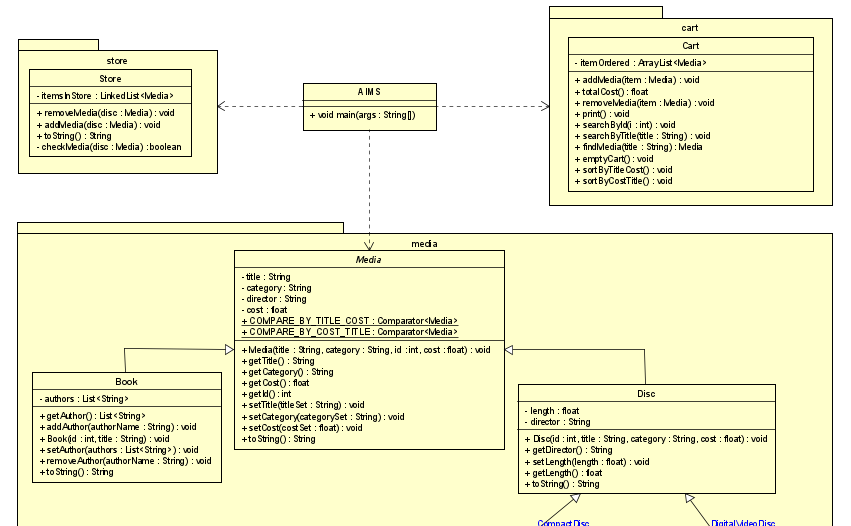 cart
Cart
- itemOrdered : ArrayList<Media>
+ addMedia(item : Media) : void
+ totalCost() : float
+ removeMedia(item : Media) : void
+ print() : void
+ searchById(i : int) : void
+ searchByTitle(title : String) : void
+ findMedia(title : String) : Media
+ emptyCart() : void
+ sortByTitleCost() : void
+ sortByCostTitle() : void
store
Store
- itemsInStore : LinkedList<Media>
+ removeMedia(disc : Media) : void
+ addMedia(disc : Media) : void
+ toString() : String
- checkMedia(disc : Media) : boolean
AIMS
+ void main(args : String[])
media
Media
- title : String
- category : String
- director : String
- cost : float
+ COMPARE_BY_TITLE_COST : Comparator<Media>
+ COMPARE_BY_COST_TITLE : Comparator<Media>
+ Media(title : String, category : String, id : int, cost : float) : void
+ getTitle() : String
+ getCategory() : String
+ getCost() : float
+ getId() : int
+ setTitle(titleSet : String) : void
+ setCategory(categorySet : String) : void
+ setCost(costSet : float) : void
+ toString() : String
Book
- authors : List<String>
+ getAuthor() : List<String>
+ addAuthor(authorName : String) : void
+ Book(id : int, title : String) : void
+ setAuthor(authors : List<String>) : void
+ removeAuthor(authorName : String) : void
+ toString() : String
Disc
- length : float
- director : String
+ Disc(id : int, title : String, category : String, cost : float) : void
+ getDirector() : String
+ setLength(length : float) : void
+ getLength() : float
+ toString() : String
CompactDisc
DigitalVideoDisc